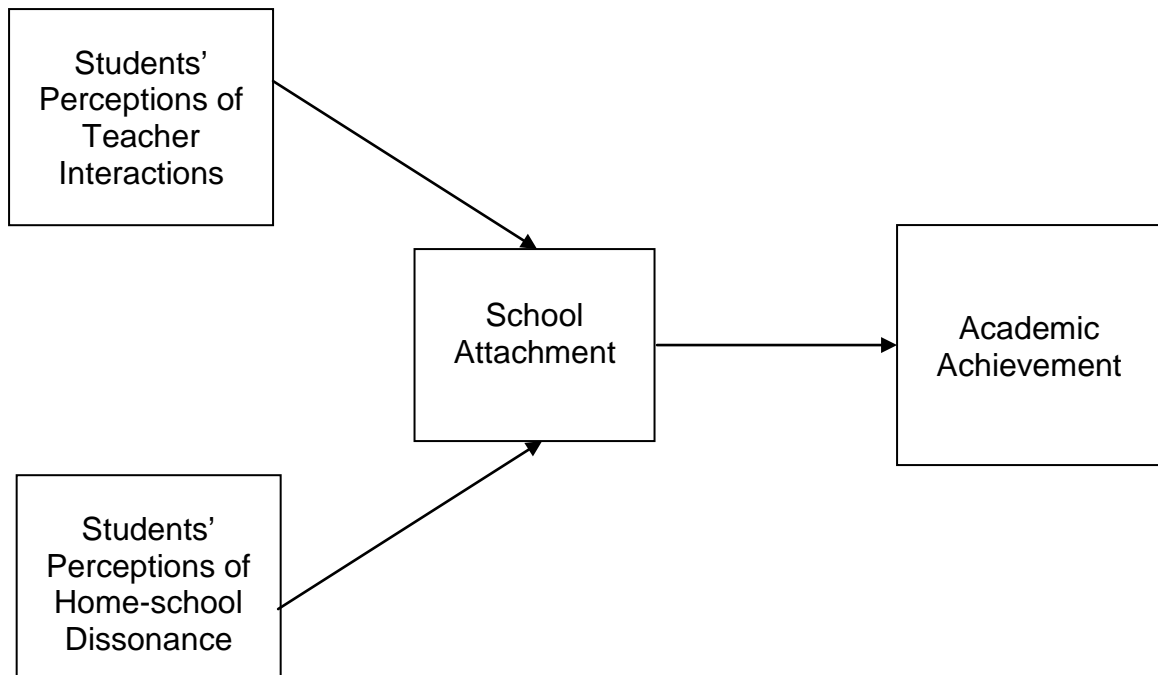 Students’
Perceptions of
Teacher
Interactions
School
Attachment
Academic
Achievement
Students’
Perceptions of
Home-school
Dissonance